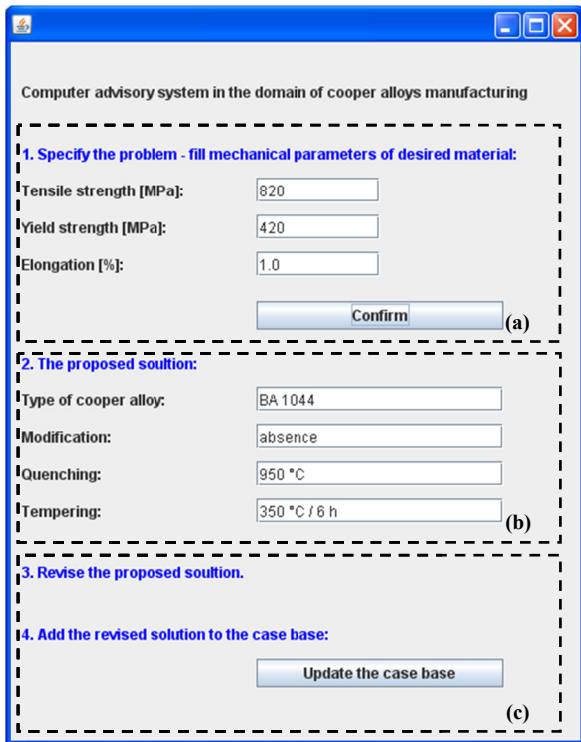 Computer advisory system in the domain of cooper alloys manufacturing
1. Specify the problem - fill mechanical parameters of desired material:
Tensile strength [MPa]: 820
Yield strength [MPa]: 420
Elongation [%]: 1.0
Confirm
(a)
2. The proposed soultion:
Type of cooper alloy: BA 1044
Modification: absence
Quenching: 950 °C
Tempering: 350 °C / 6 h
(b)
3. Revise the proposed soultion.
4. Add the revised solution to the case base:
Update the case base
(c)